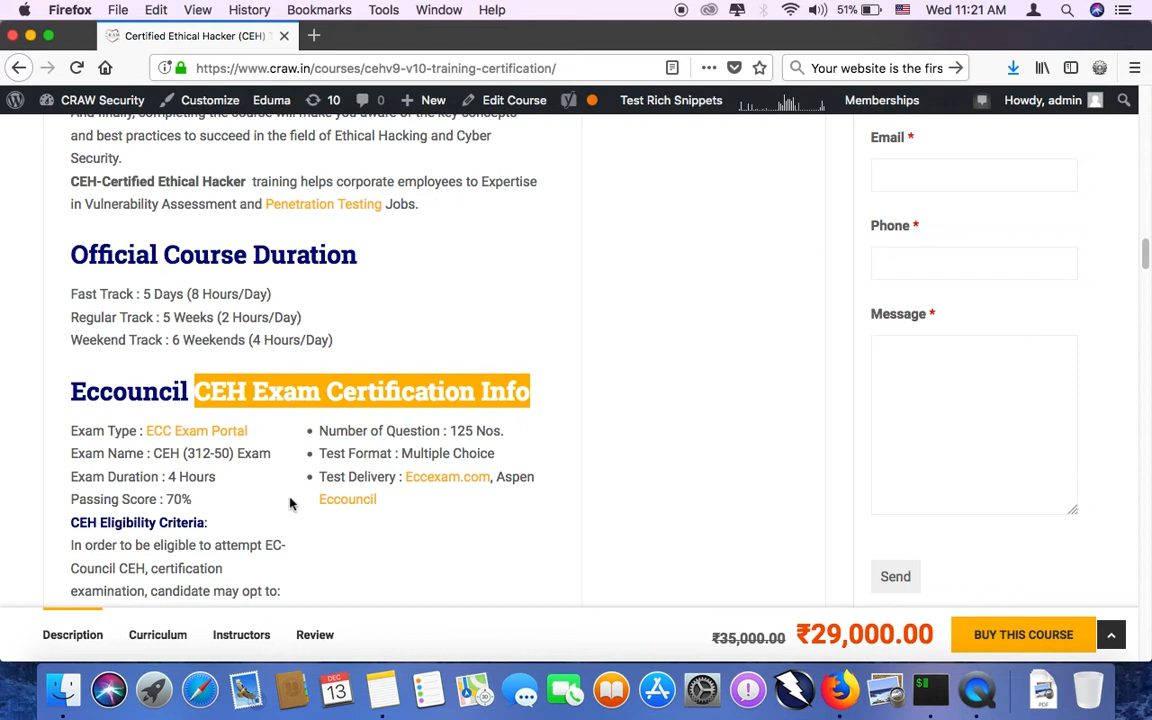 Firefox File Edit View History Bookmarks Tools Window Help 51% Wed 11:21 AM
Certified Ethical Hacker (CEH)
https://www.craw.in/courses/cehv9-v10-training-certification/ Your website is the firs
CRAW Security Customize Eduma 10 0 New Edit Course Test Rich Snippets Memberships Howdy, admin
And finally, completing the course will make you aware of the key concepts
and best practices to succeed in the field of Ethical Hacking and Cyber
Security.
CEH-Certified Ethical Hacker training helps corporate employees to Expertise
in Vulnerability Assessment and Penetration Testing Jobs.
Official Course Duration
Fast Track : 5 Days (8 Hours/Day)
Regular Track : 5 Weeks (2 Hours/Day)
Weekend Track : 6 Weekends (4 Hours/Day)
Eccouncil CEH Exam Certification Info
Exam Type : ECC Exam Portal
Exam Name : CEH (312-50) Exam
Exam Duration : 4 Hours
Passing Score : 70%
CEH Eligibility Criteria:
In order to be eligible to attempt EC-
Council CEH, certification
examination, candidate may opt to:
• Number of Question : 125 Nos.
• Test Format : Multiple Choice
• Test Delivery : Eccexam.com, Aspen
Eccouncil
Email *
Phone *
Message *
Send
Description Curriculum Instructors Review ₹35,000.00 ₹29,000.00 BUY THIS COURSE
DEC
13
PDF